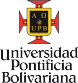 A Ω
U P B
Universidad
Pontificia
Bolivariana